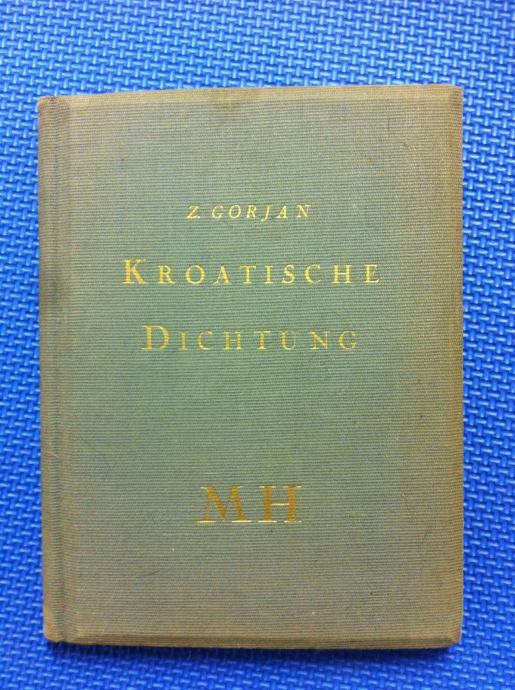 Z. GORJAN
KROATISCHE
DICHTUNG
MH